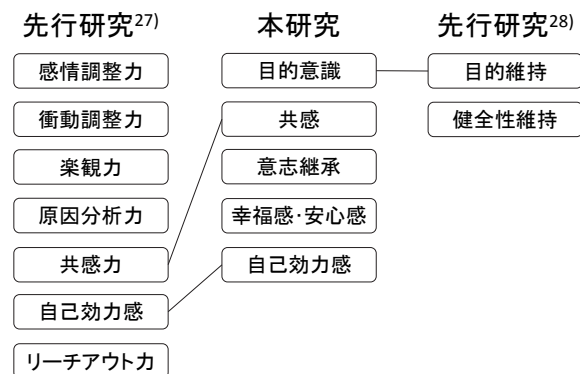 先行研究27)
感情調整力
衝動調整力
楽観力
原因分析力
共感力
自己効力感
リーチアウト力
本研究
目的意識
共感
意志継承
幸福感・安心感
自己効力感
先行研究28)
目的維持
健全性維持